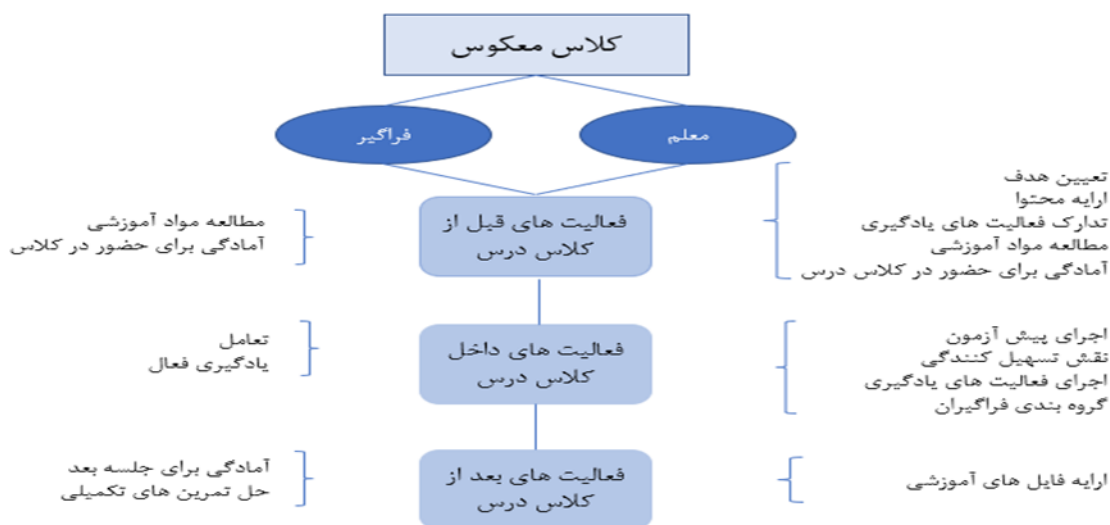 کلاس معکوس
معلم
فراگیر
تعیین هدف
ارایه محتوا
تدارک فعالیت های یادگیری
مطالعه مواد آموزشی
آمادگی برای حضور در کلاس درس
فعالیت های قبل از
کلاس درس
مطالعه مواد آموزشی
آمادگی برای حضور در کلاس
اجرای پیش آزمون
نقش تسهیل کنندگی
اجرای فعالیت های یادگیری
گروه بندی فراگیران
فعالیت های داخل
کلاس درس
تعامل
یادگیری فعال
ارایه فایل های آموزشی
فعالیت های بعد از
کلاس درس
آمادگی برای جلسه بعد
حل تمرین های تکمیلی